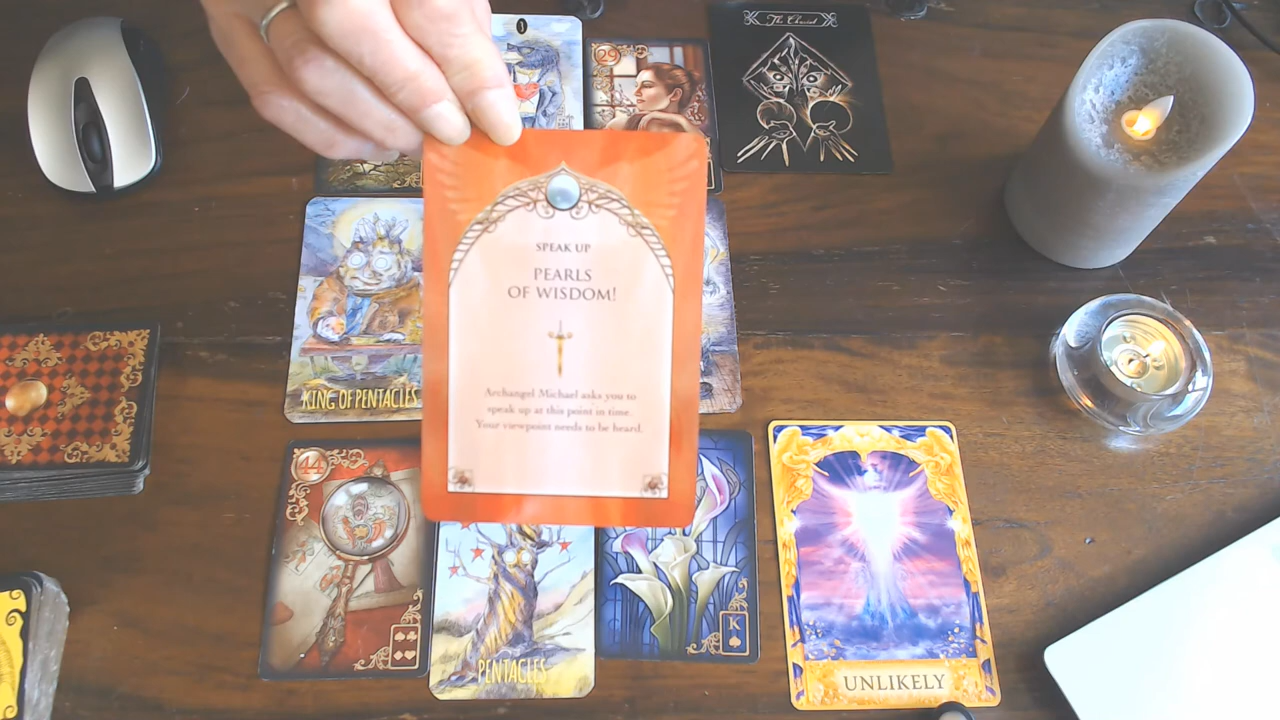 The Chariot
29
SPEAK UP
PEARLS
OF WISDOM!
Archangel Michael asks you to
speak up at this point in time.
Your viewpoint needs to be heard.
KING OF PENTACLES
44
PENTACLES
K
UNLIKELY